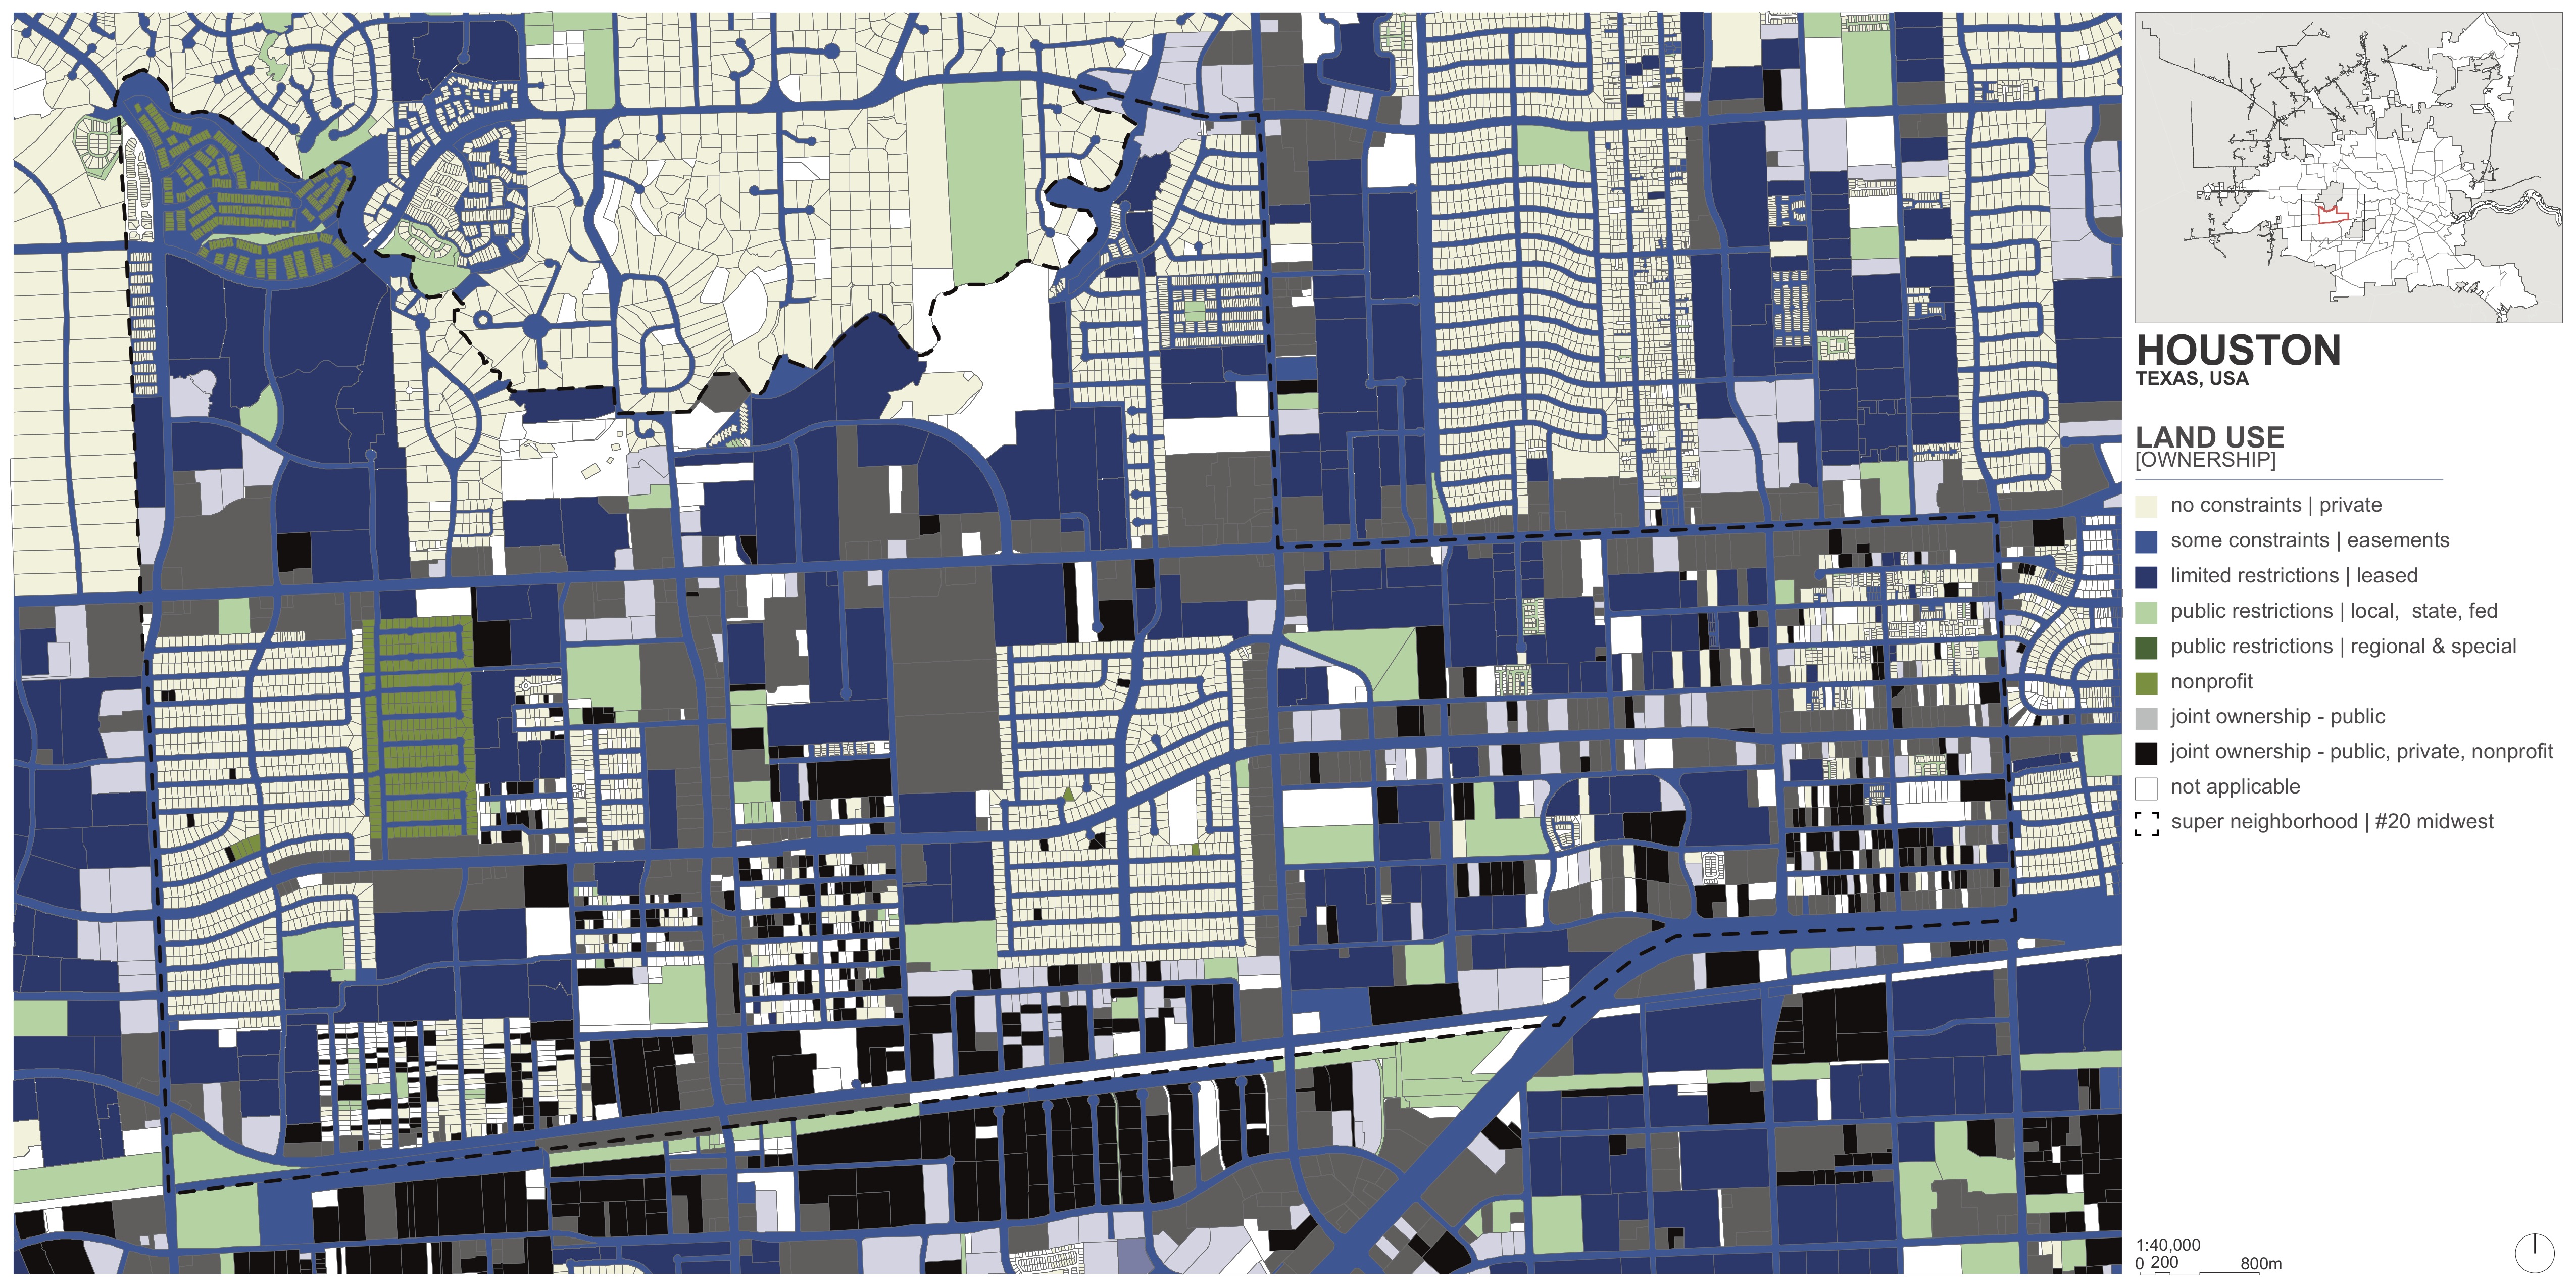 HOUSTON
TEXAS, USA
LAND USE
[OWNERSHIP]
no constraints | private
some constraints | easements
limited restrictions | leased
public restrictions | local, state, fed
public restrictions | regional & special
nonprofit
joint ownership - public
joint ownership - public, private, nonprofit
not applicable
super neighborhood | #20 midwest
1:40,000
0 200 800m